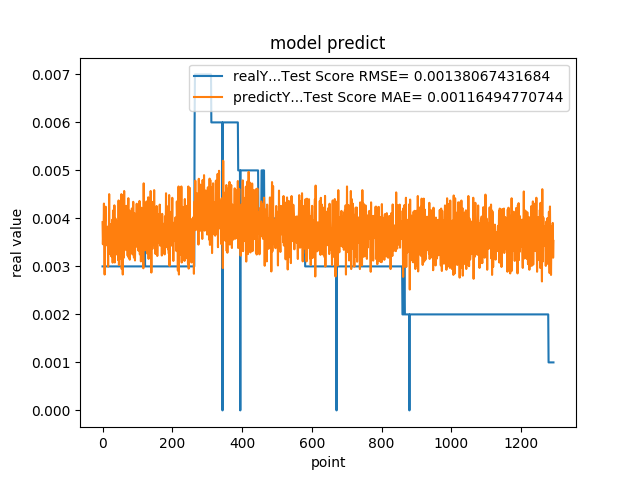 model predict
realY...Test Score RMSE= 0.00138067431684
predictY...Test Score MAE= 0.00116494770744
0.007
0.006
0.005
0.004
0.003
0.002
0.001
0.000
real value
0 200 400 600 800 1000 1200
point